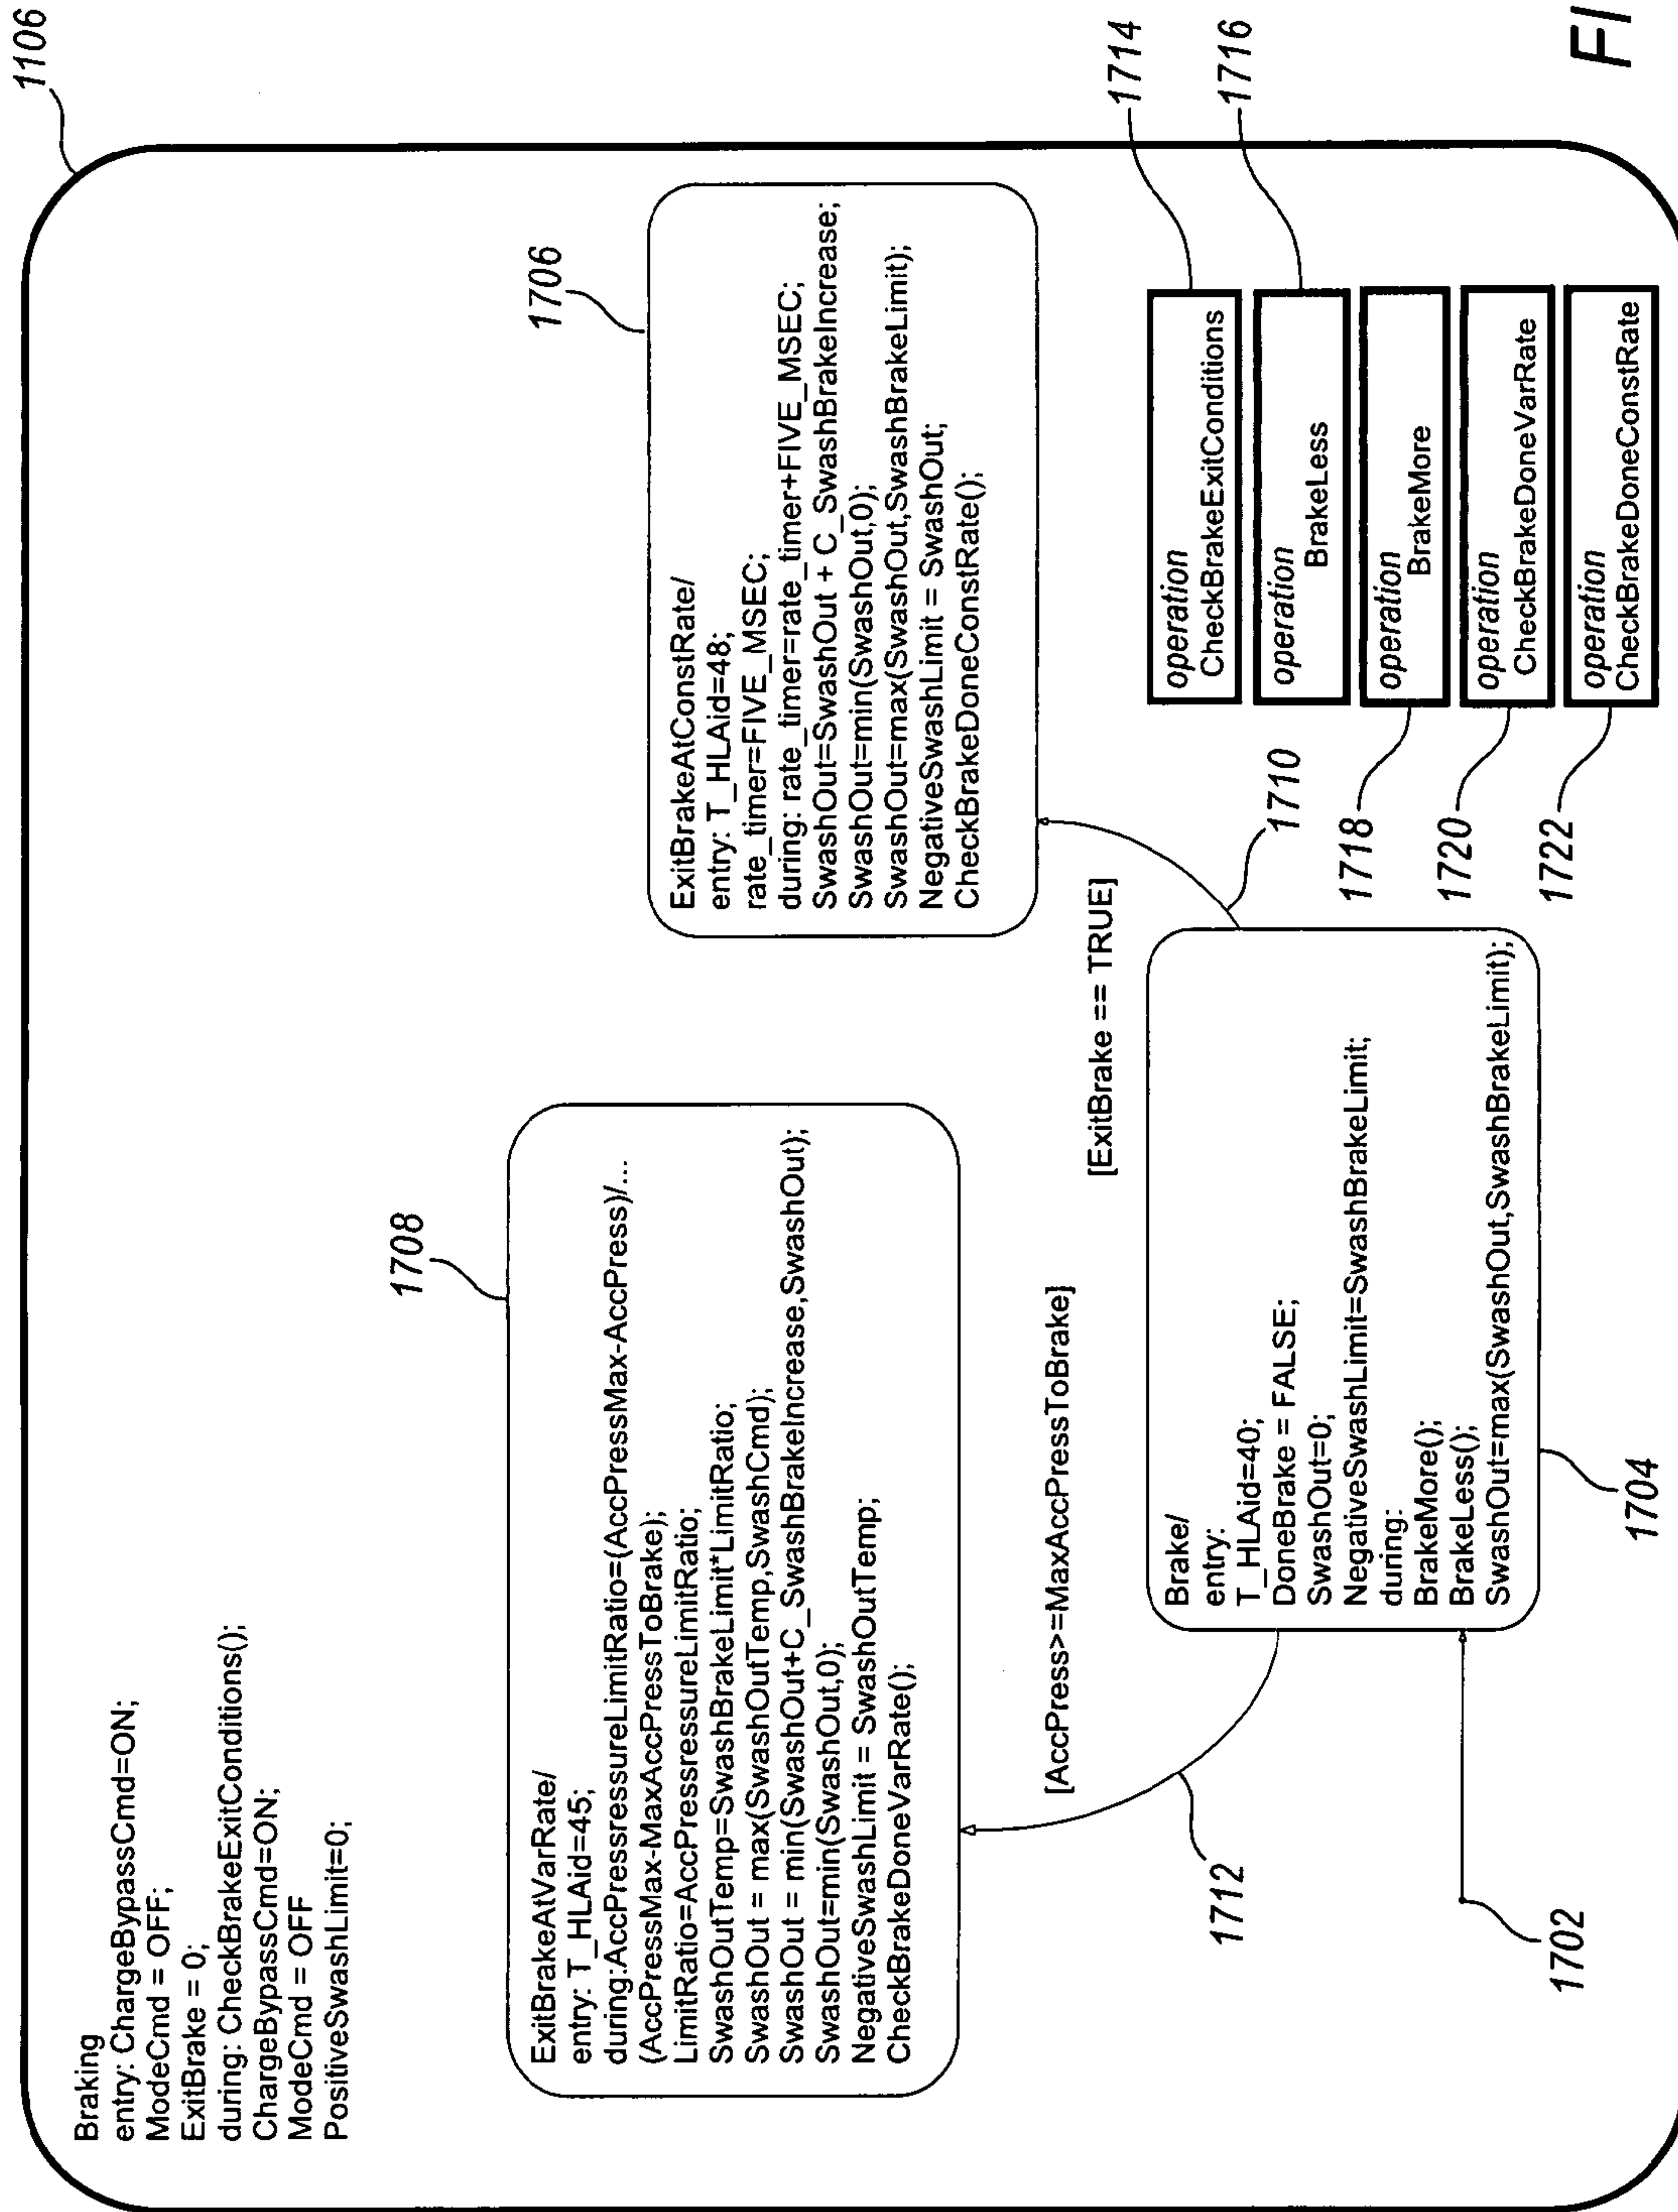 1106
Braking
entry: ChargeBypassCmd=ON;
ModeCmd = OFF;
ExitBrake = 0;
during: CheckBrakeExitConditions();
ChargeBypassCmd=ON;
ModeCmd = OFF
PositiveSwashLimit=0;
1708
ExitBrakeAtVarRate/
entry: T_HLAid=45;
during:AccPressressureLimitRatio=(AccPressMax-AccPress)/...
(AccPressMax-MaxAccPressToBrake);
LimitRatio=AccPressressureLimitRatio;
SwashOutTemp=SwashBrakeLimit*LimitRatio;
SwashOut = max(SwashOutTemp,SwashCmd);
SwashOut = min(SwashOut+C_SwashBrakeIncrease,SwashOut);
SwashOut=min(SwashOut,0);
NegativeSwashLimit = SwashOutTemp;
CheckBrakeDoneVarRate();
1706
ExitBrakeAtConstRate/
entry: T_HLAid=48;
rate_timer=FIVE_MSEC;
during: rate_timer=rate_timer+FIVE_MSEC;
SwashOut=SwashOut + C_SwashBrakeIncrease;
SwashOut=min(SwashOut,0);
SwashOut=max(SwashOut,SwashBrakeLimit);
NegativeSwashLimit = SwashOut;
CheckBrakeDoneConstRate();
[AccPress>=MaxAccPressToBrake]
1712
[ExitBrake == TRUE]
1710
1702
Brake/
entry:
T_HLAid=40;
DoneBrake = FALSE;
SwashOut=0;
NegativeSwashLimit=SwashBrakeLimit;
during:
BrakeMore();
BrakeLess();
SwashOut=max(SwashOut,SwashBrakeLimit);
1704
operation
CheckBrakeExitConditions
1714
operation
BrakeLess
1716
operation
BrakeMore
1718
operation
CheckBrakeDoneVarRate
1720
operation
CheckBrakeDoneConstRate
1722
FI